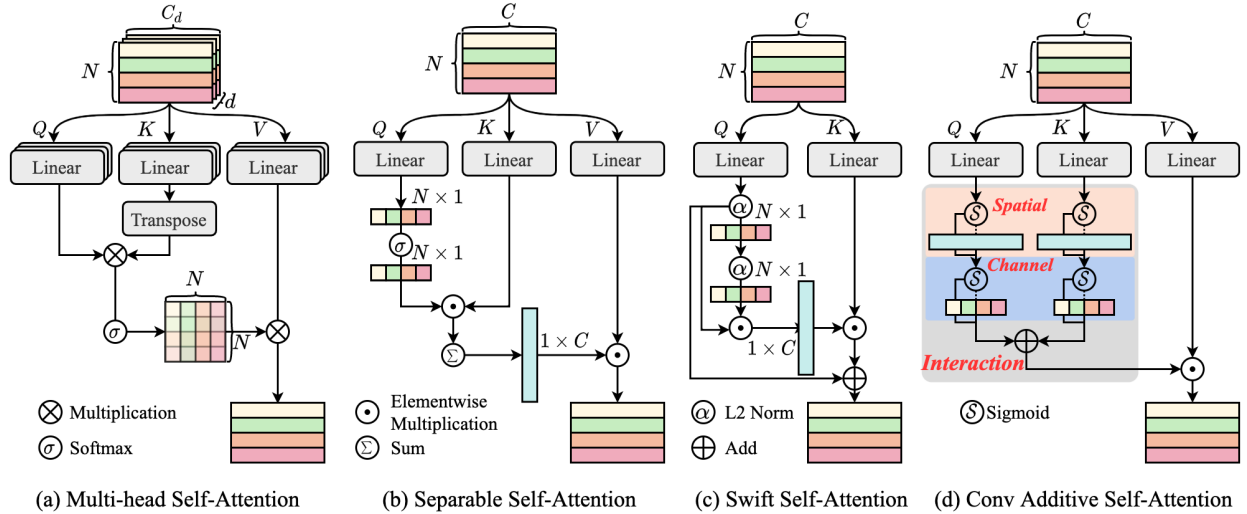 C_d
C
C
C
N
N
N
N
d
Q
K
V
Q
K
V
Q
K
Q
K
V
Linear
Linear
Linear
Linear
Linear
Linear
Linear
Linear
Linear
Linear
Linear
Transpose
N × 1
σ
N × 1
α
N × 1
α
N × 1
S
Spatial
S
S
Channel
S
N
N
σ
Σ
1 × C
1 × C
Interaction
Multiplication
σ Softmax
Elementwise
Multiplication
Σ Sum
α L2 Norm
Add
S Sigmoid
(a) Multi-head Self-Attention
(b) Separable Self-Attention
(c) Swift Self-Attention
(d) Conv Additive Self-Attention